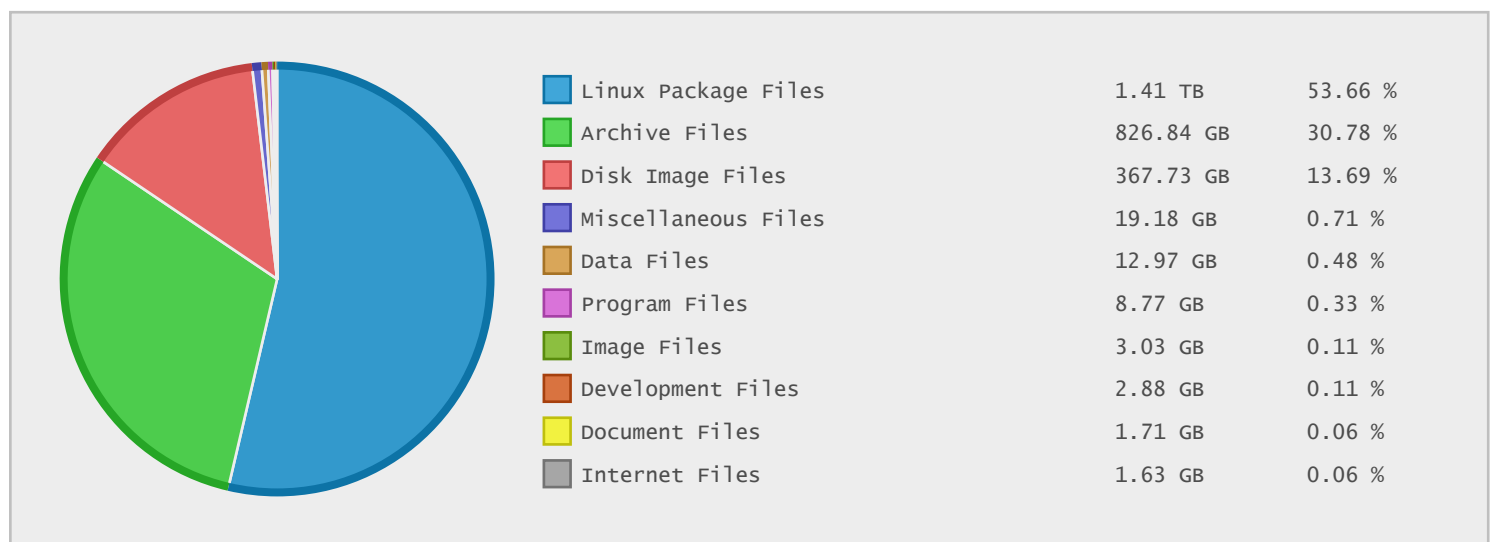 Linux Package Files 1.41 TB 53.66 %
Archive Files 826.84 GB 30.78 %
Disk Image Files 367.73 GB 13.69 %
Miscellaneous Files 19.18 GB 0.71 %
Data Files 12.97 GB 0.48 %
Program Files 8.77 GB 0.33 %
Image Files 3.03 GB 0.11 %
Development Files 2.88 GB 0.11 %
Document Files 1.71 GB 0.06 %
Internet Files 1.63 GB 0.06 %